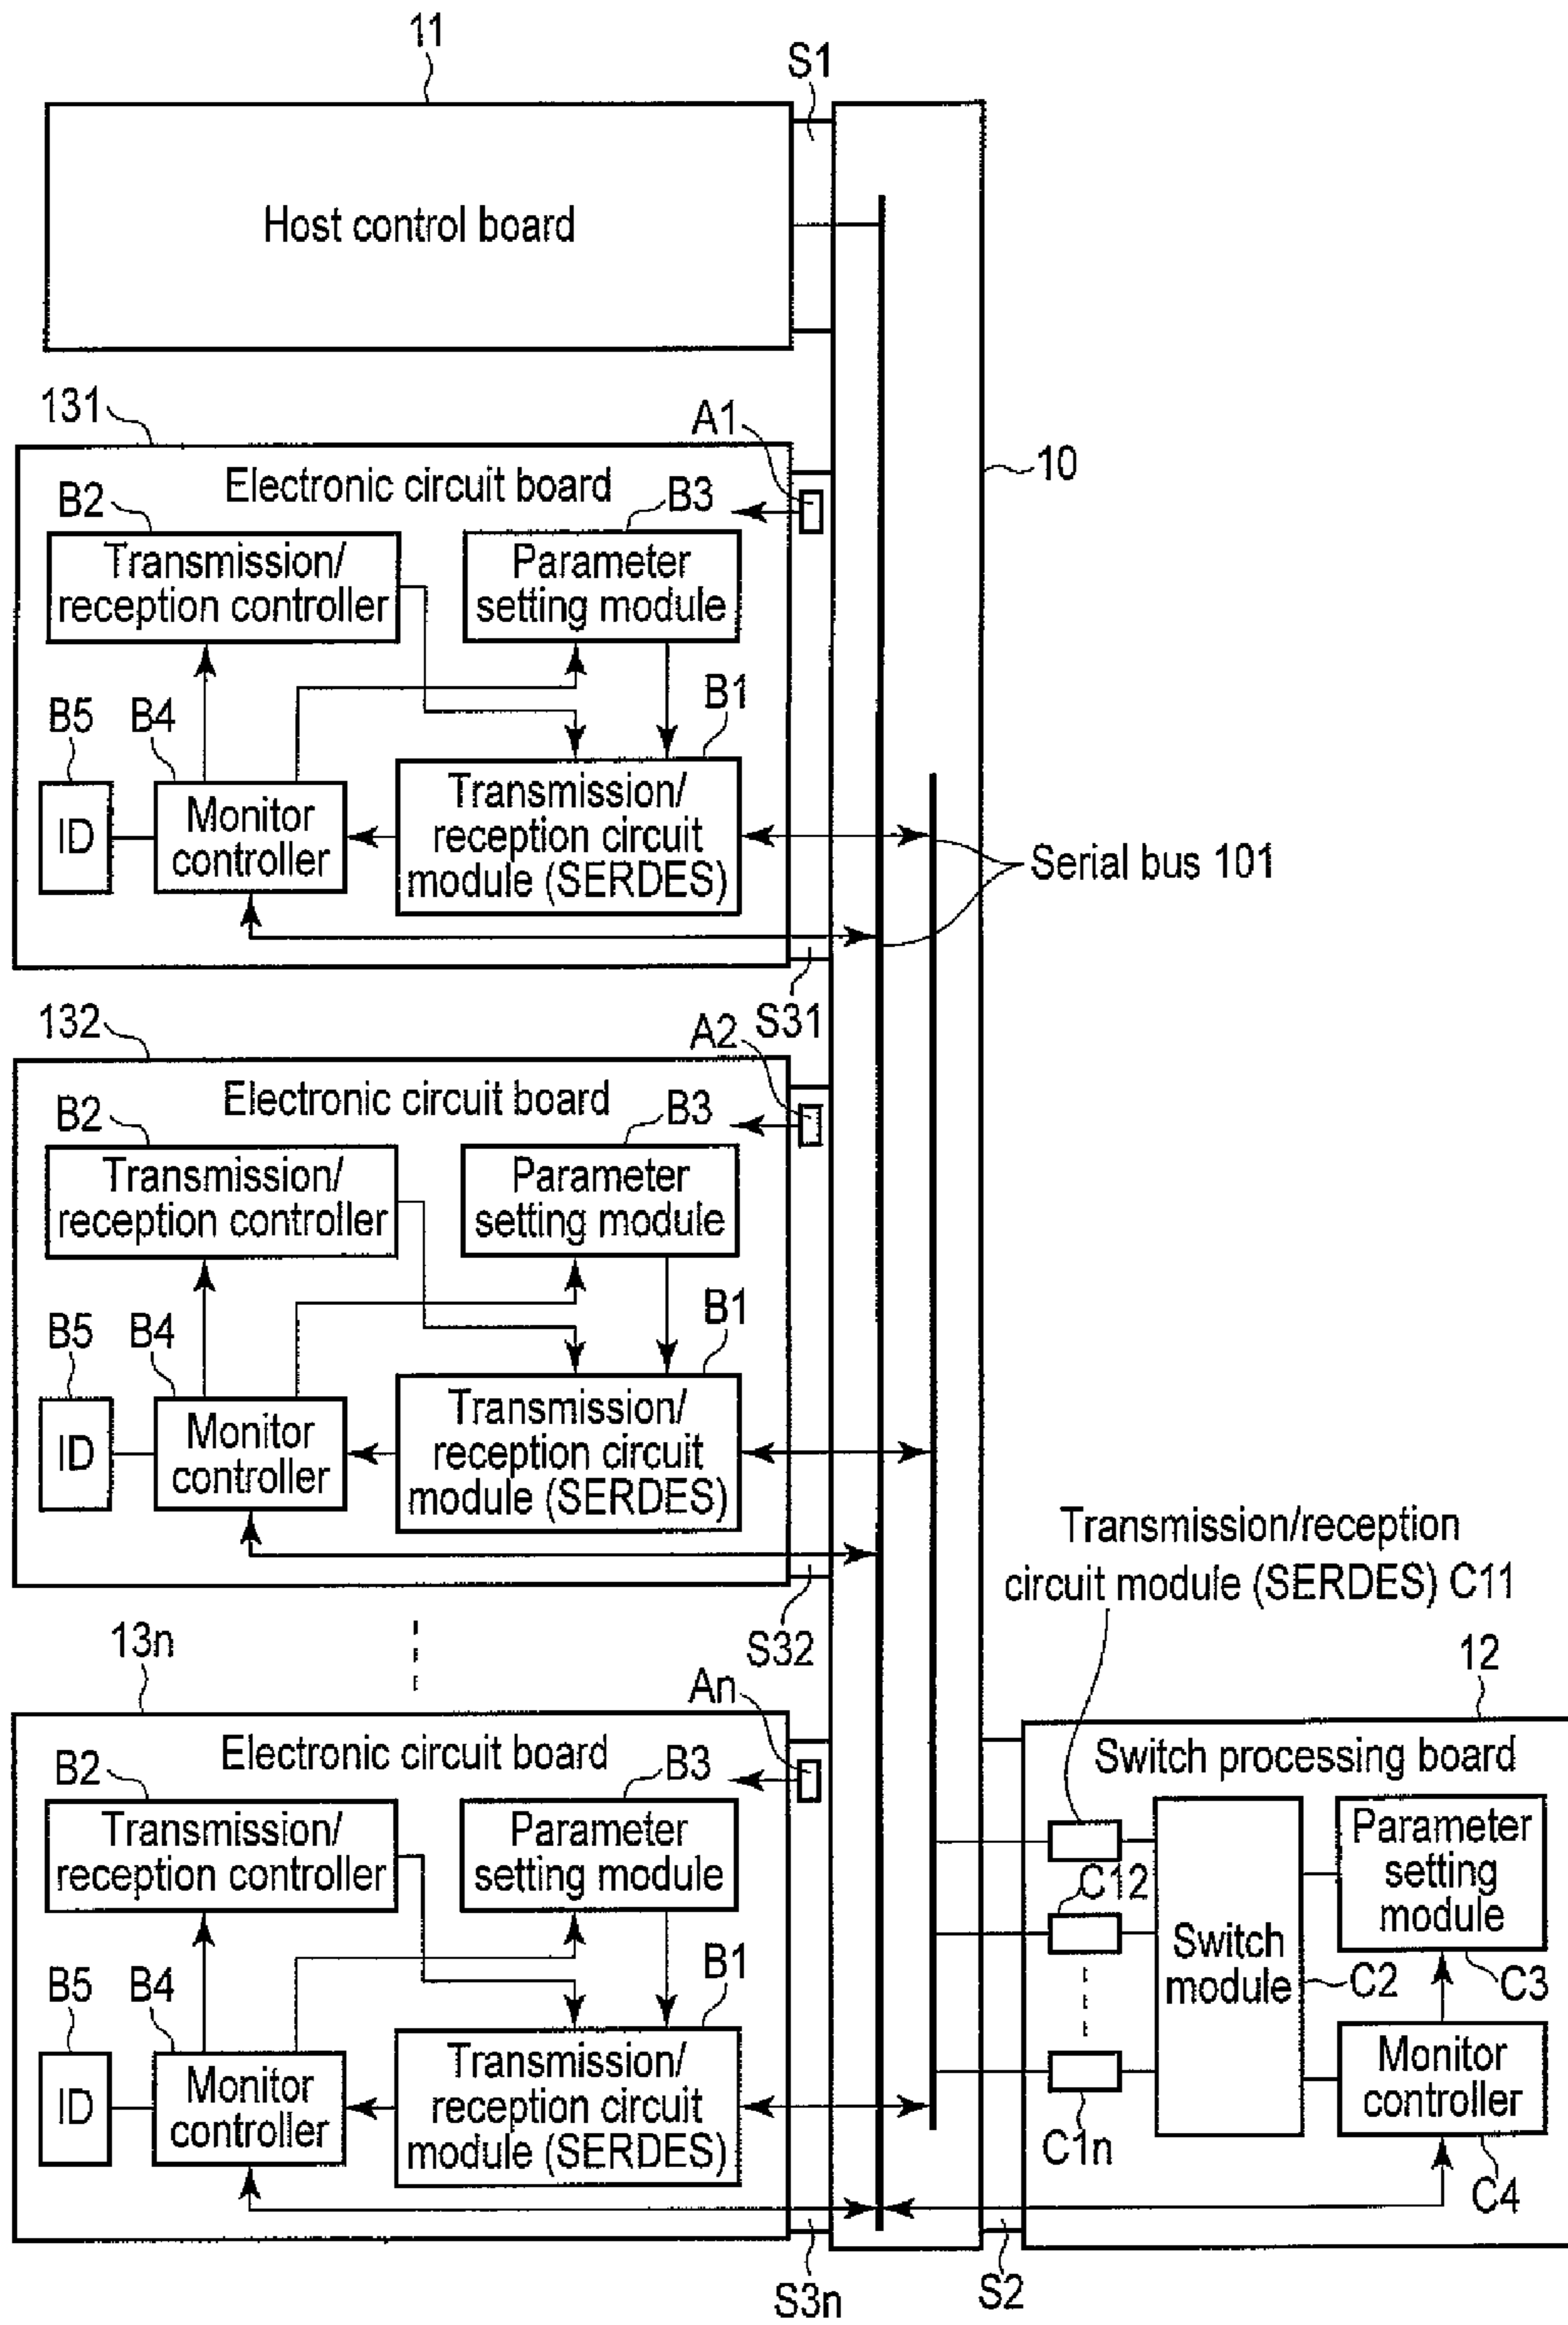 11
S1
Host control board
131
A1
10
Electronic circuit board
B2
B3
Transmission/
reception controller
Parameter
setting module
B5
B4
B1
ID
Monitor
controller
Transmission/
reception circuit
module (SERDES)
Serial bus 101
S31
132
A2
Electronic circuit board
B2
B3
Transmission/
reception controller
Parameter
setting module
B5
B4
B1
ID
Monitor
controller
Transmission/
reception circuit
module (SERDES)
Transmission/reception
circuit module (SERDES) C11
S32
13n
An
12
Electronic circuit board
B2
B3
Transmission/
reception controller
Parameter
setting module
B5
B4
B1
ID
Monitor
controller
Transmission/
reception circuit
module (SERDES)
S3n
Switch processing board
C12
Switch
module
C2
Parameter
setting
module
C3
C1n
Monitor
controller
C4
S2